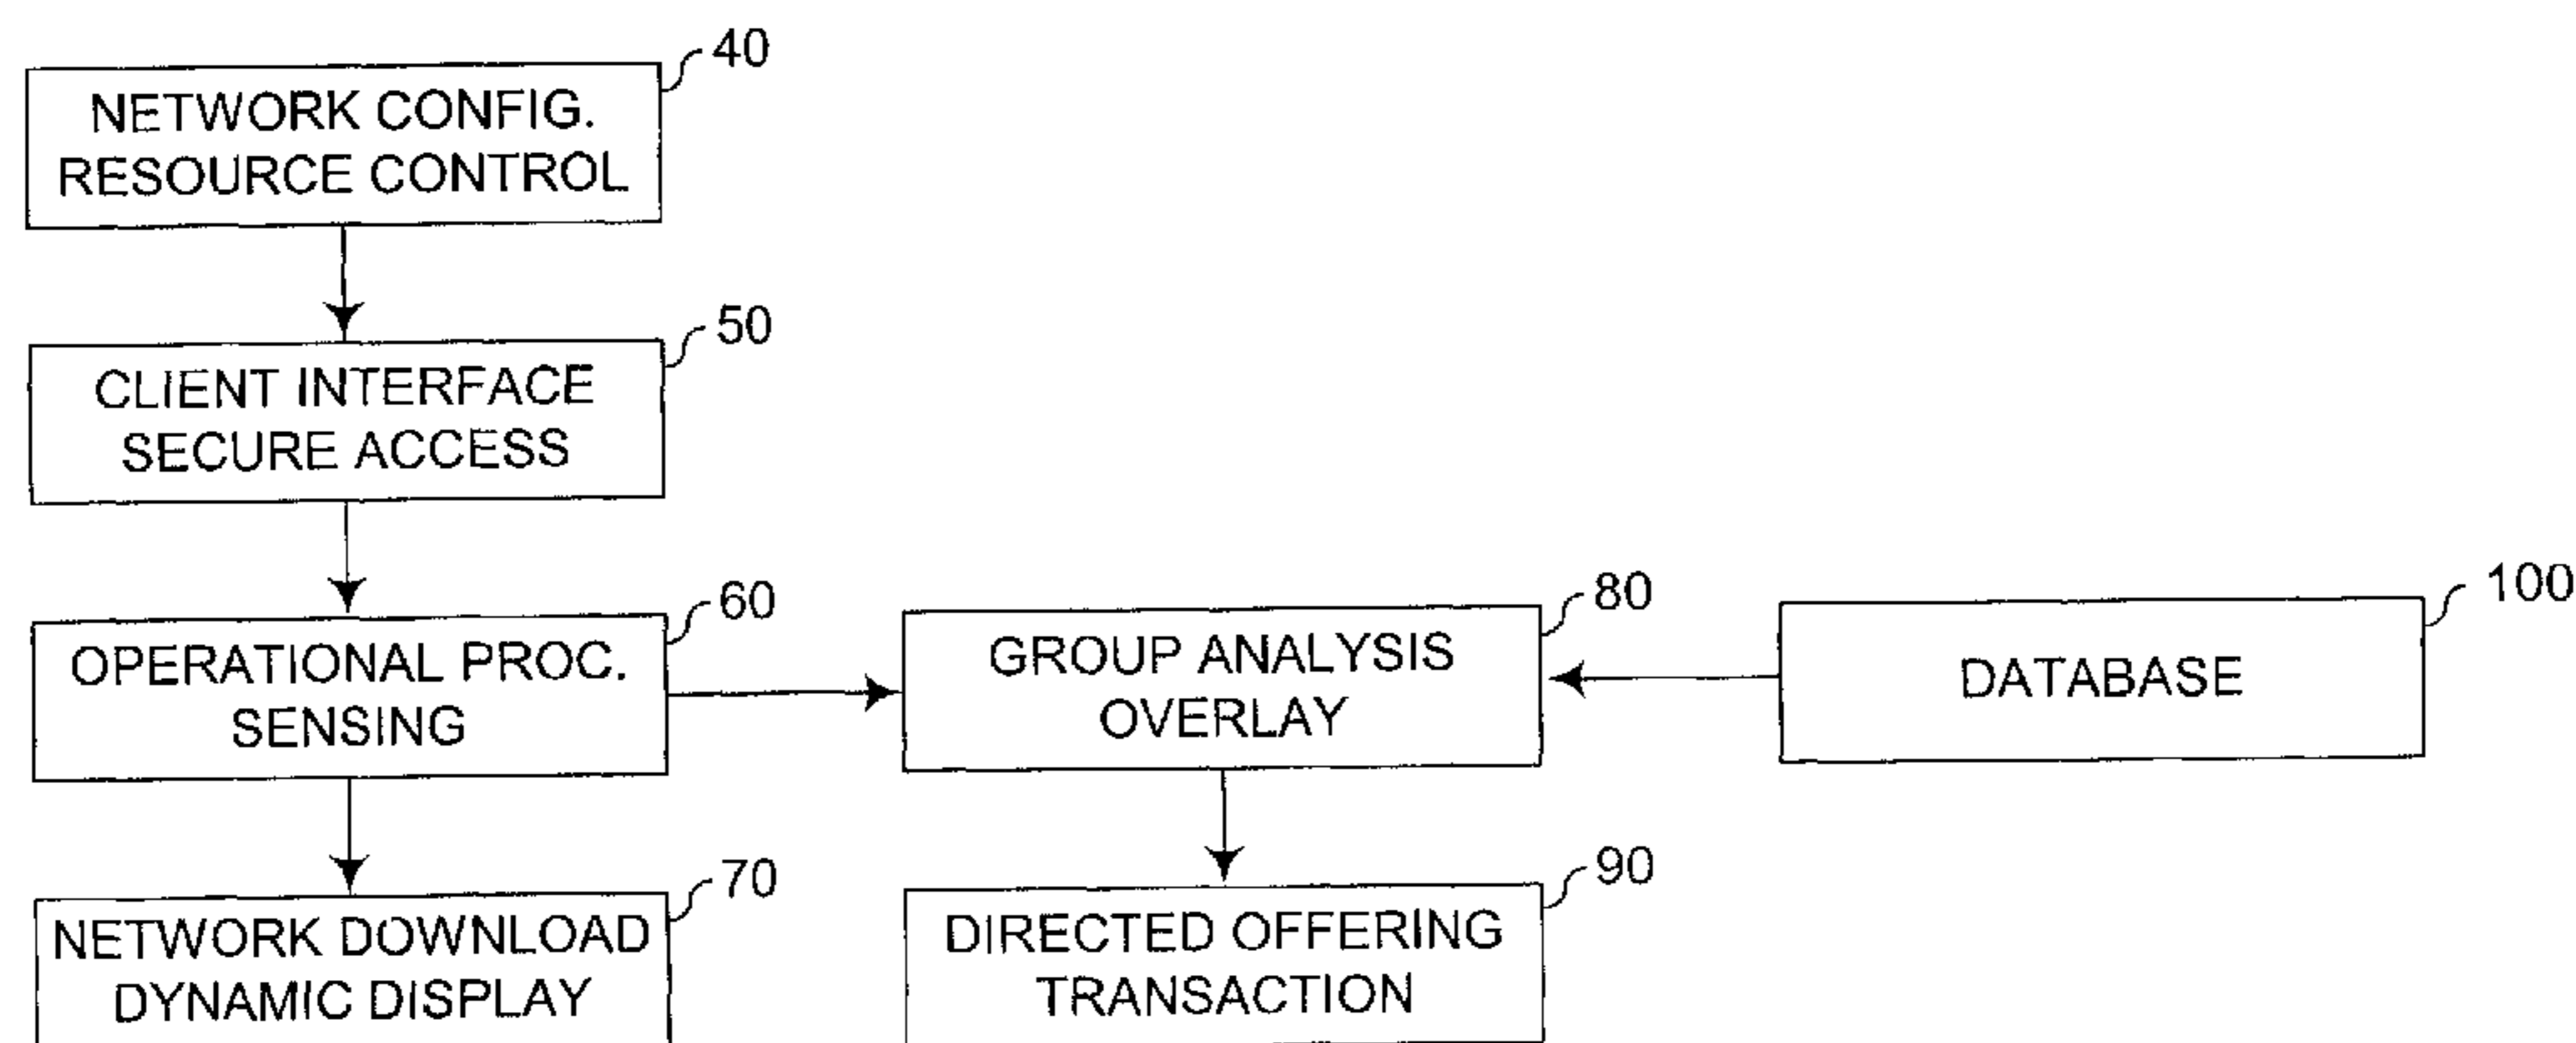 40
NETWORK CONFIG.
RESOURCE CONTROL
50
CLIENT INTERFACE
SECURE ACCESS
60
OPERATIONAL PROC.
SENSING
80
GROUP ANALYSIS
OVERLAY
100
DATABASE
70
NETWORK DOWNLOAD
DYNAMIC DISPLAY
90
DIRECTED OFFERING
TRANSACTION